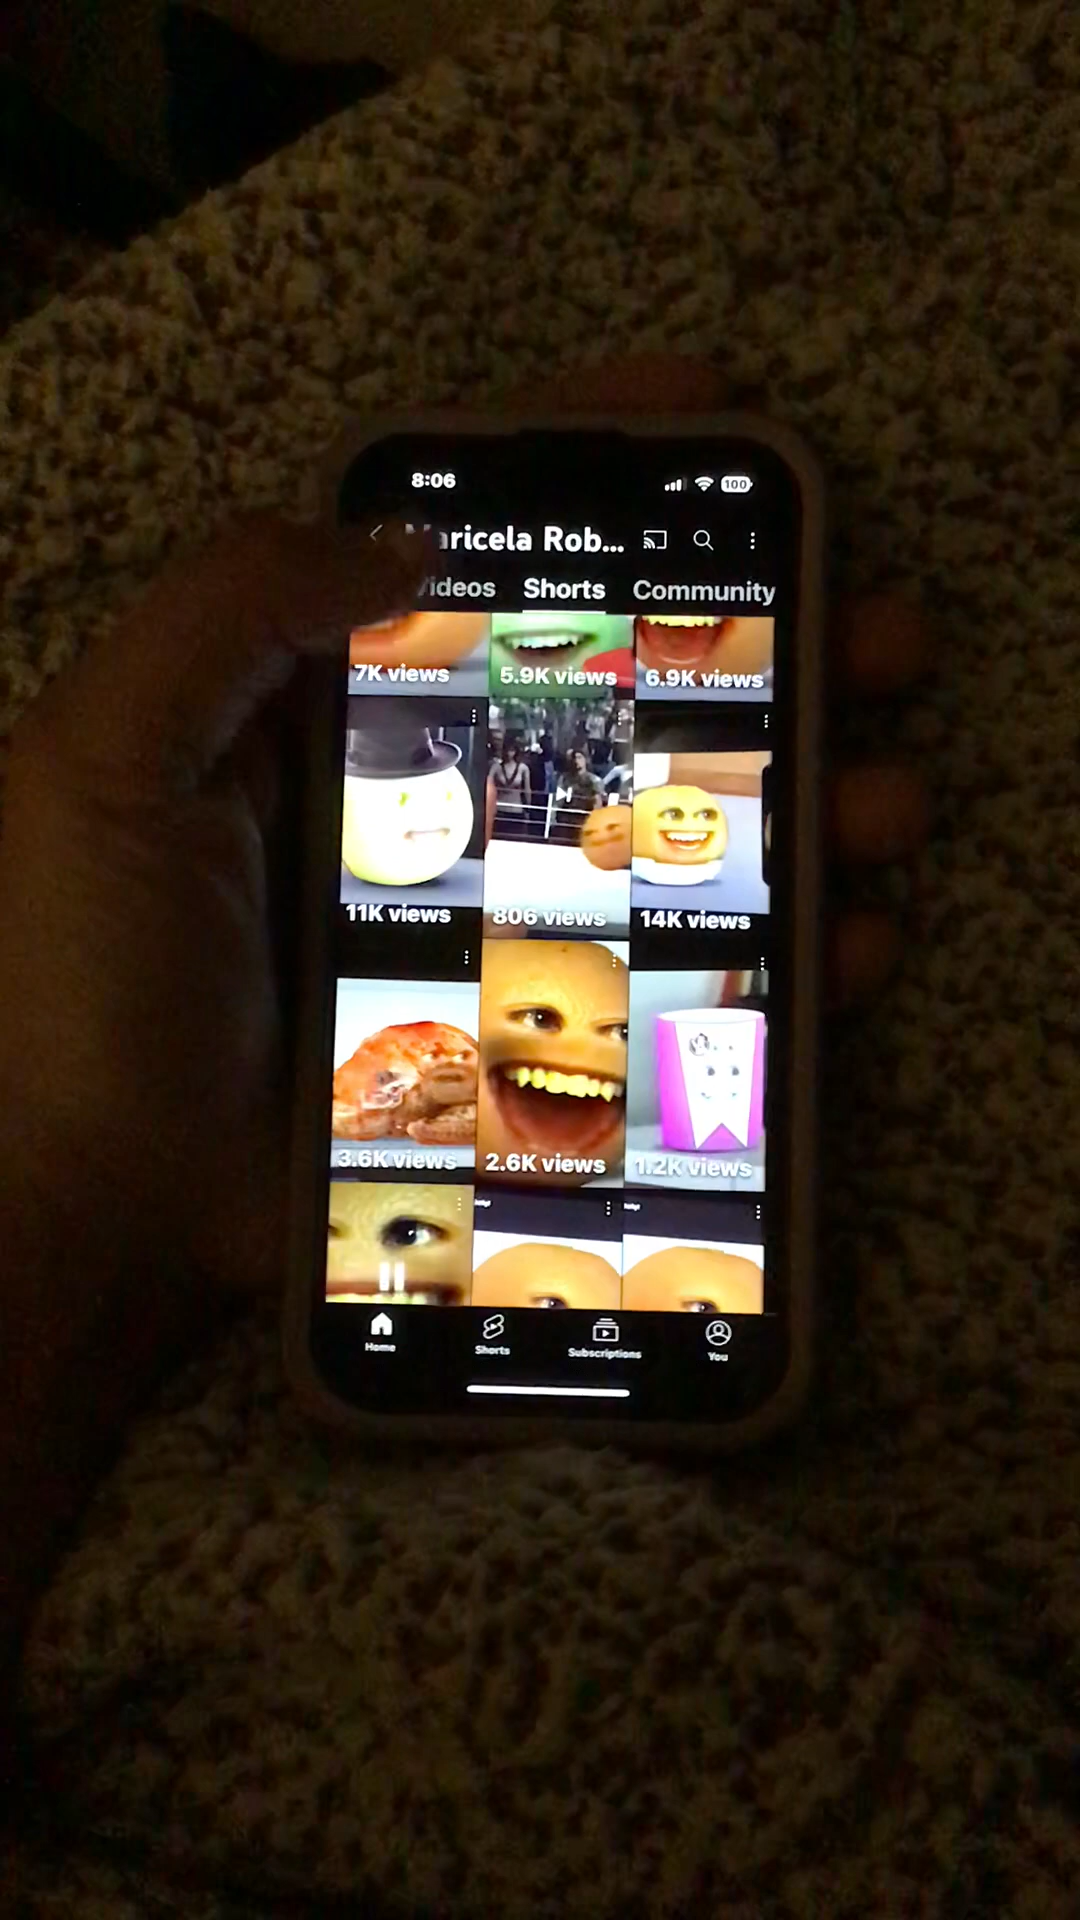 8:06
100
aricela Rob...
ideos
Shorts
Community
7K views
5.9K views
6.9K views
11K views
806 views
14K views
3.6K views
2.6K views
1.2K views
Home
Shorts
Subscriptions
You